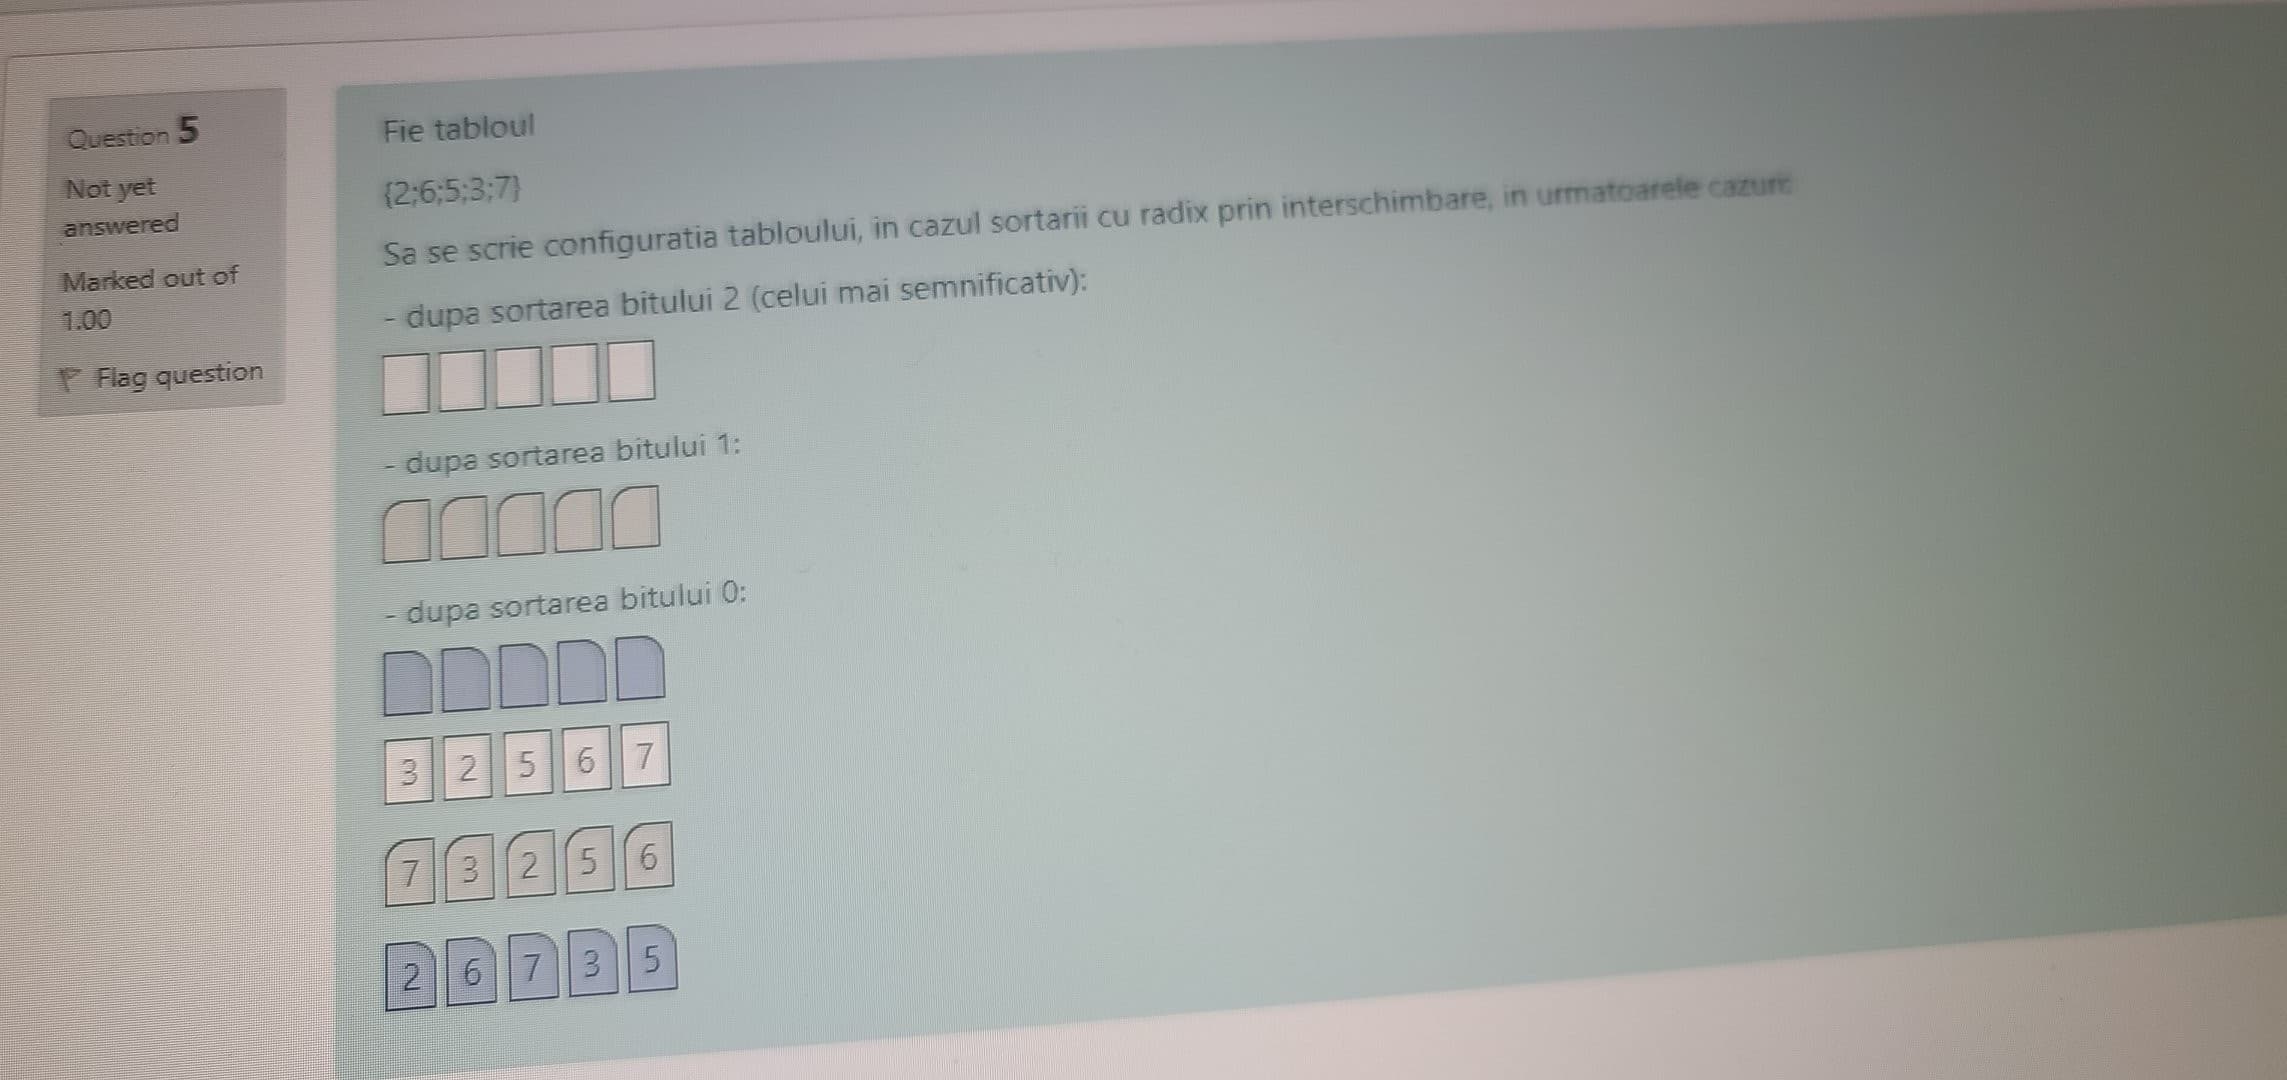 Question 5
Not yet
answered
Marked out of
1.00
Flag question
Fie tabloul
{2;6;5;3;7}
Sa se scrie configuratia tabloului, in cazul sortarii cu radix prin interschimbare, in urmatoarele cazuri:
- dupa sortarea bitului 2 (celui mai semnificativ):
- dupa sortarea bitului 1:
- dupa sortarea bitului 0:
3 2 5 6 7
7 3 2 5 6
2 6 7 3 5